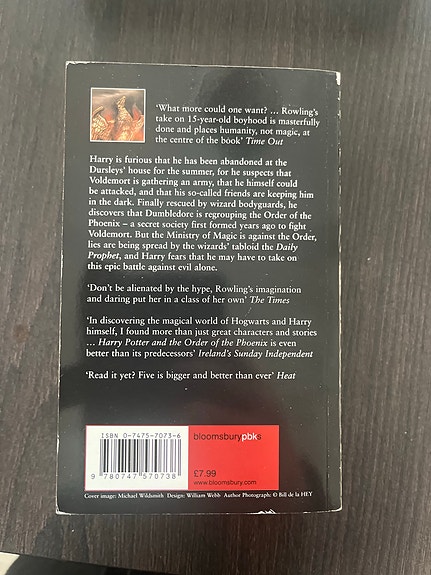 ‘What more could one want? … Rowling’s
take on 15-year-old boyhood is masterfully
done and places humanity, not magic, at
the centre of the book’ Time Out
Harry is furious that he has been abandoned at the
Dursleys’ house for the summer, for he suspects that
Voldemort is gathering an army, that he himself could
be attacked, and that his so-called friends are keeping him
in the dark. Finally rescued by wizard bodyguards, he
discovers that Dumbledore is regrouping the Order of the
Phoenix – a secret society first formed years ago to fight
Voldemort. But the Ministry of Magic is against the Order,
lies are being spread by the wizards’ tabloid the Daily
Prophet, and Harry fears that he may have to take on
this epic battle against evil alone.
‘Don’t be alienated by the hype, Rowling’s imagination
and daring put her in a class of her own’ The Times
‘In discovering the magical world of Hogwarts and Harry
himself, I found more than just great characters and stories
… Harry Potter and the Order of the Phoenix is even
better than its predecessors’ Ireland’s Sunday Independent
‘Read it yet? Five is bigger and better than ever’ Heat
ISBN 0-7475-7073-6
9 780747 570738
bloomsburypbks
£7.99
www.bloomsbury.com
Cover image: Michael Wildsmith Design: William Webb Author Photograph: © Bill de la HEY